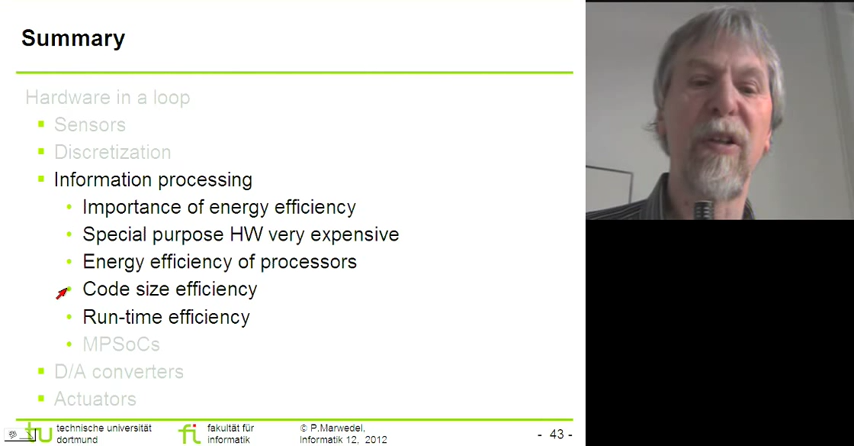 Summary
Hardware in a loop
Sensors
Discretization
Information processing
Importance of energy efficiency
Special purpose HW very expensive
Energy efficiency of processors
Code size efficiency
Run-time efficiency
MPSoCs
D/A converters
Actuators
tu technische universität
dortmund
fi fakultät für
informatik
© P.Marwedel,
Informatik 12, 2012
- 43 -